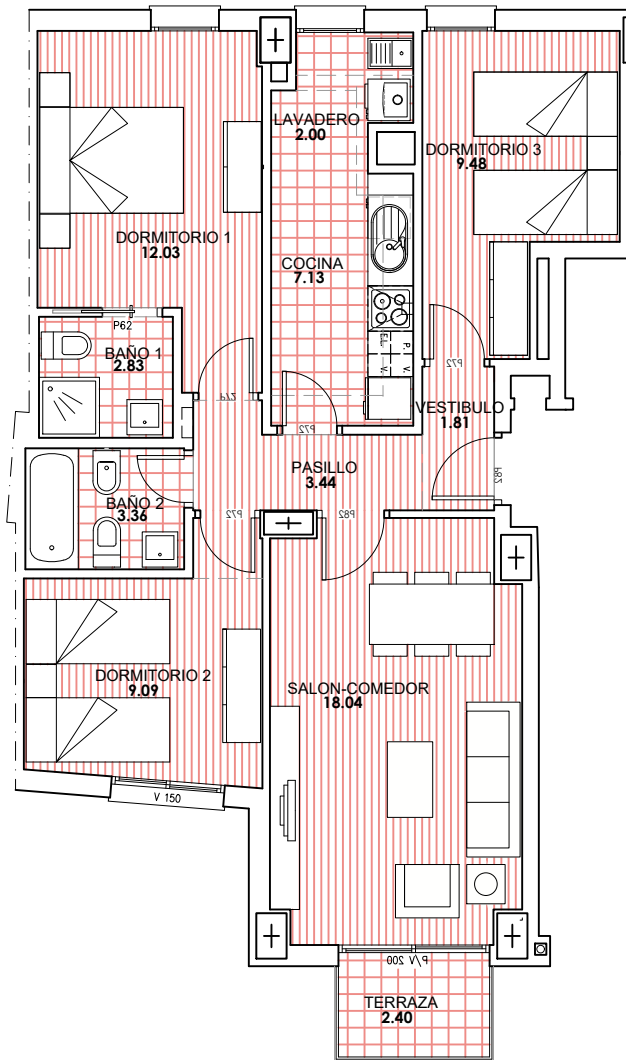 LAVADERO
2.00
DORMITORIO 3
9.48
DORMITORIO 1
12.03
COCINA
7.13
P62
BAÑO 1
2.83
P. V.
P72
P72
VESTIBULO
1.81
P72
PASILLO
3.44
P82
BAÑO 2
3.36
P72
P82
DORMITORIO 2
9.09
SALON-COMEDOR
18.04
V 150
P/V 200
TERRAZA
2.40